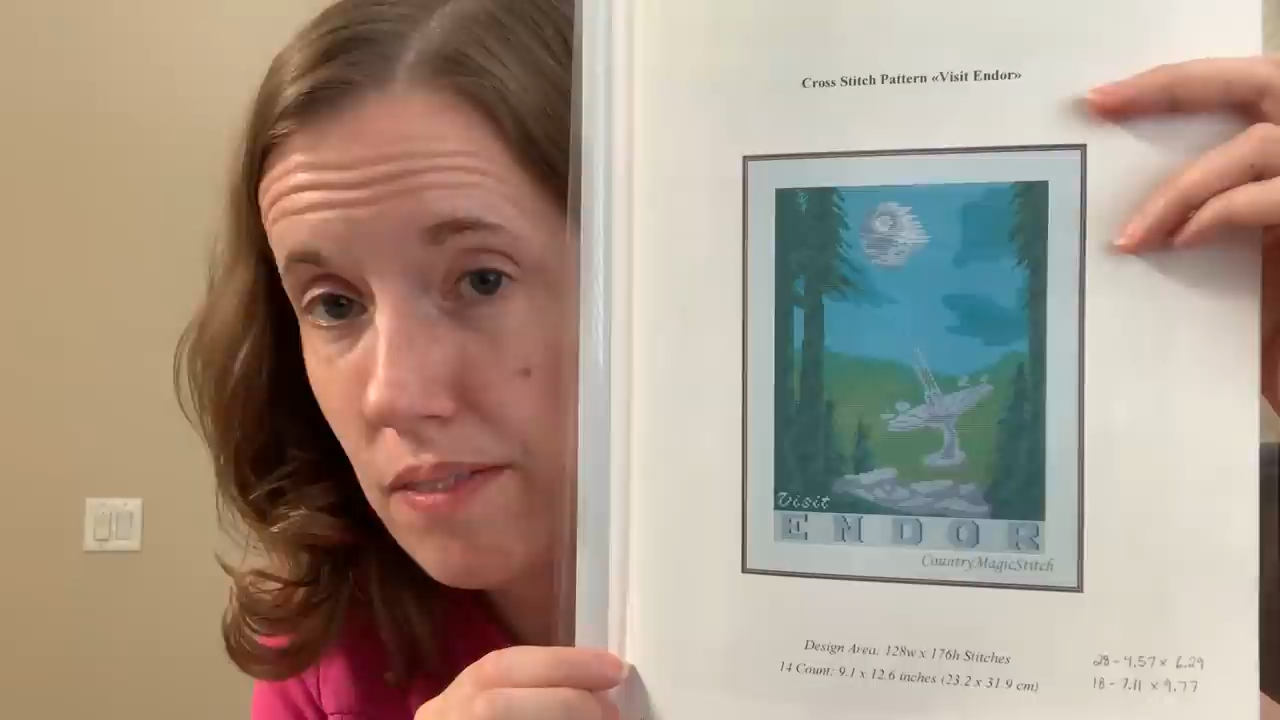 Cross Stitch Pattern «Visit Endor»
Visit
ENDOR
CountryMagicStitch
Design Area: 128w x 176h Stitches
14 Count: 9.1 x 12.6 inches (23.2 x 31.9 cm)
28 - 4.57 x 6.29
18 - 7.11 x 9.77